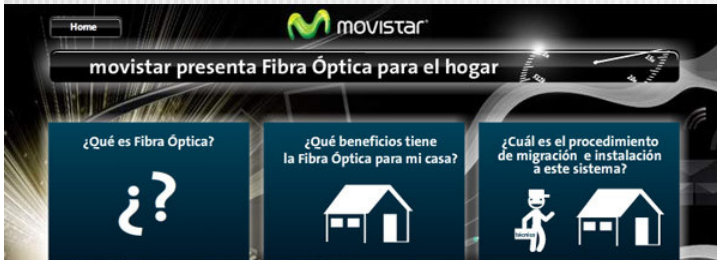 Home
movistar
movistar presenta Fibra Óptica para el hogar
¿Qué es Fibra Óptica?
¿?
¿Qué beneficios tiene
la Fibra Óptica para mi casa?
¿Cuál es el procedimiento
de migración e instalación
a este sistema?
técnico